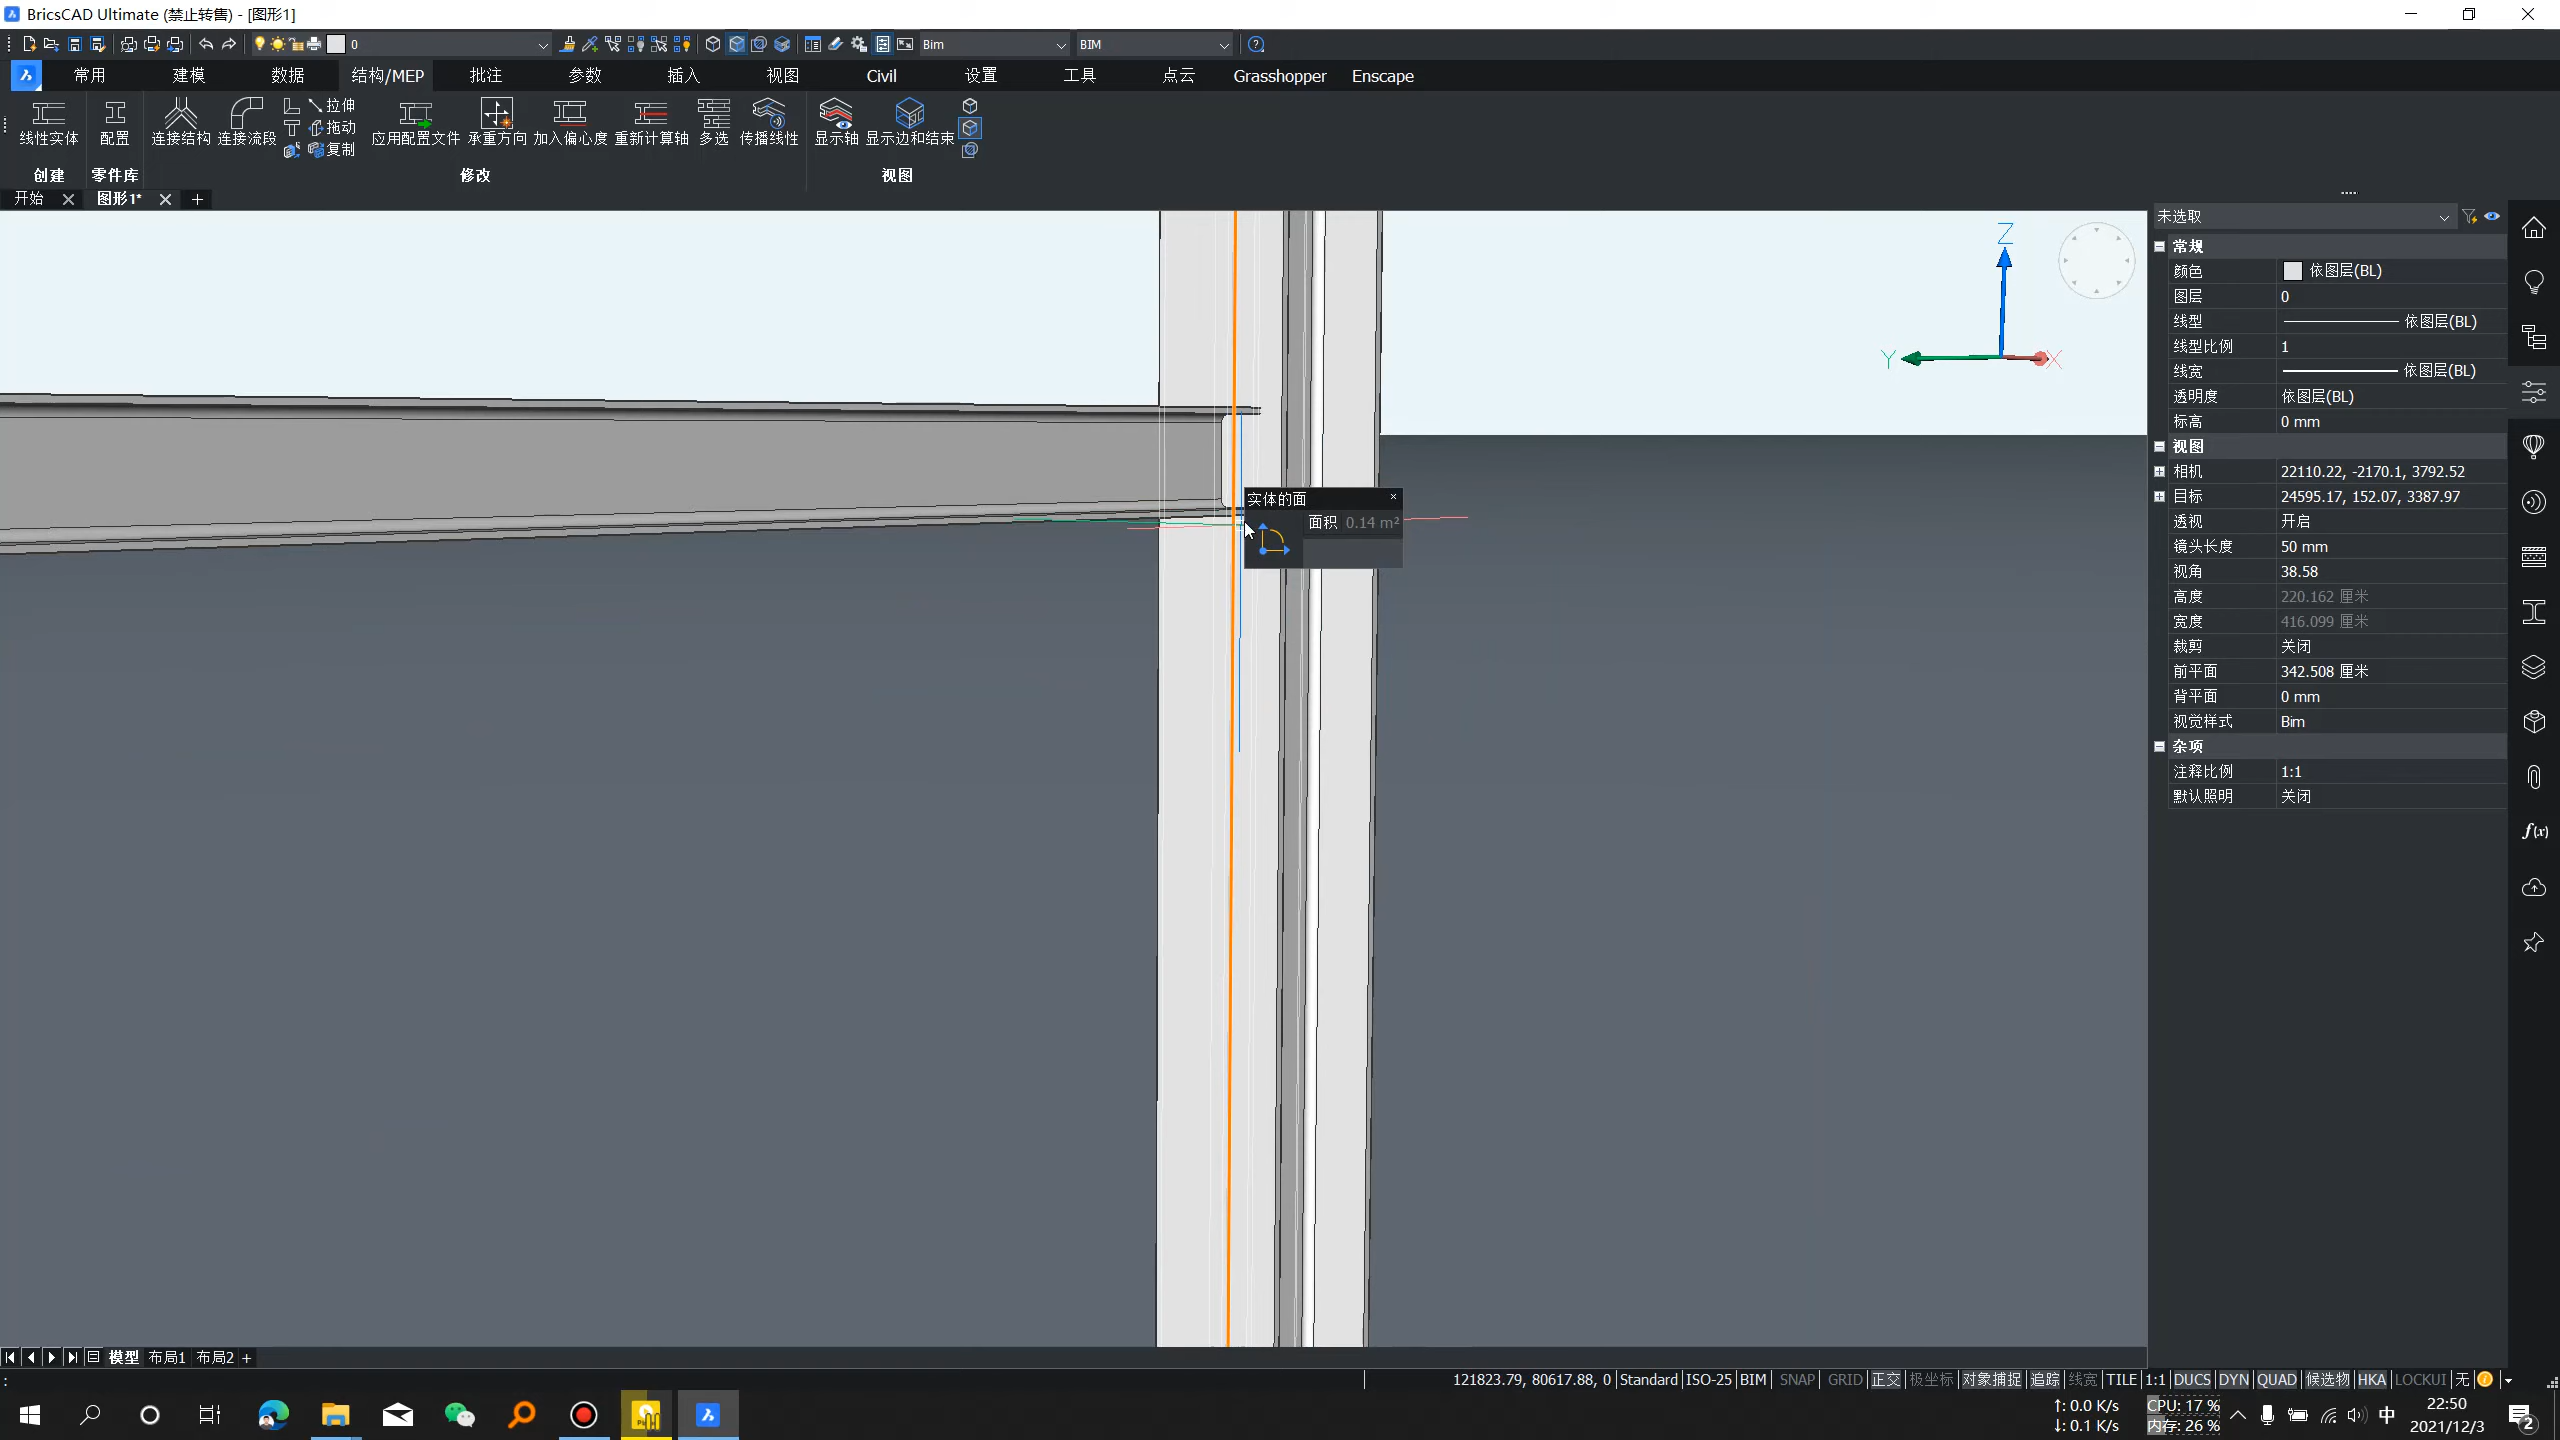 BricsCAD Ultimate (禁止转售) - [图形1]
0 Bim BIM
常用 建模 数据 结构/MEP 批注 参数 插入 视图 Civil 设置 工具 点云 Grasshopper Enscape
拉伸
拖动
复制
线性实体 配置 连接结构 连接流段 应用配置文件 承重方向 加入偏心度 重新计算轴 多选 传播线性 显示轴 显示边和结束
创建 零件库 修改 视图
开始 图形1*
Z
Y X
实体的面
面积 0.14 m²
未选取
常规
颜色 依图层(BL)
图层 0
线型 依图层(BL)
线型比例 1
线宽 依图层(BL)
透明度 依图层(BL)
标高 0 mm
视图
相机 22110.22, -2170.1, 3792.52
目标 24595.17, 152.07, 3387.97
透视 开启
镜头长度 50 mm
视角 38.58
高度 220.162 厘米
宽度 416.099 厘米
裁剪 关闭
前平面 342.508 厘米
背平面 0 mm
视觉样式 Bim
杂项
注释比例 1:1
默认照明 关闭
f(x)
模型 布局1 布局2 +
: 121823.79, 80617.88, 0 Standard ISO-25 BIM SNAP GRID 正交 极坐标 对象捕捉 追踪 线宽 TILE 1:1 DUCS DYN QUAD 候选物 HKA LOCKUI 无
↑: 0.0 K/s CPU: 17 % 22:50
↓: 0.1 K/s 内存: 26 % 中 2021/12/3 2